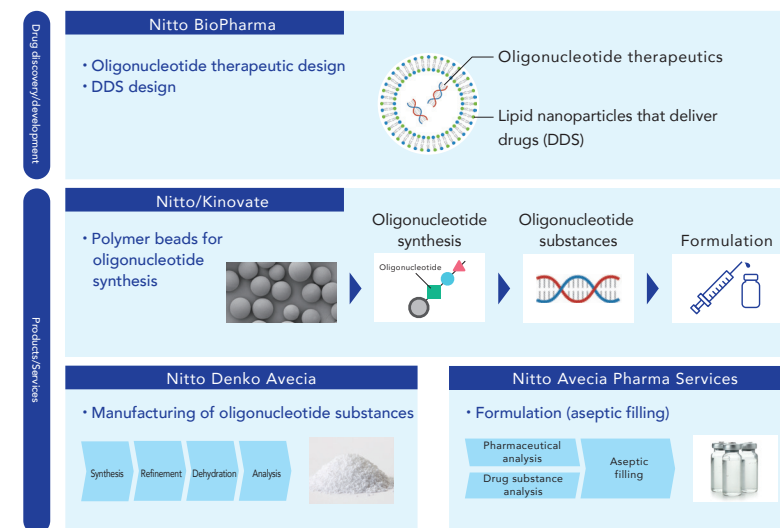 Drug discovery/development
Nitto BioPharma
・Oligonucleotide therapeutic design
・DDS design
Oligonucleotide therapeutics
Lipid nanoparticles that deliver
drugs (DDS)
Products/Services
Nitto/Kinovate
・Polymer beads for
oligonucleotide
synthesis
Oligonucleotide
synthesis
Oligonucleotide
Oligonucleotide
substances
Formulation
Nitto Denko Avecia
・Manufacturing of oligonucleotide substances
Synthesis
Refinement
Dehydration
Analysis
Nitto Avecia Pharma Services
・Formulation (aseptic filling)
Pharmaceutical
analysis
Drug substance
analysis
Aseptic
filling